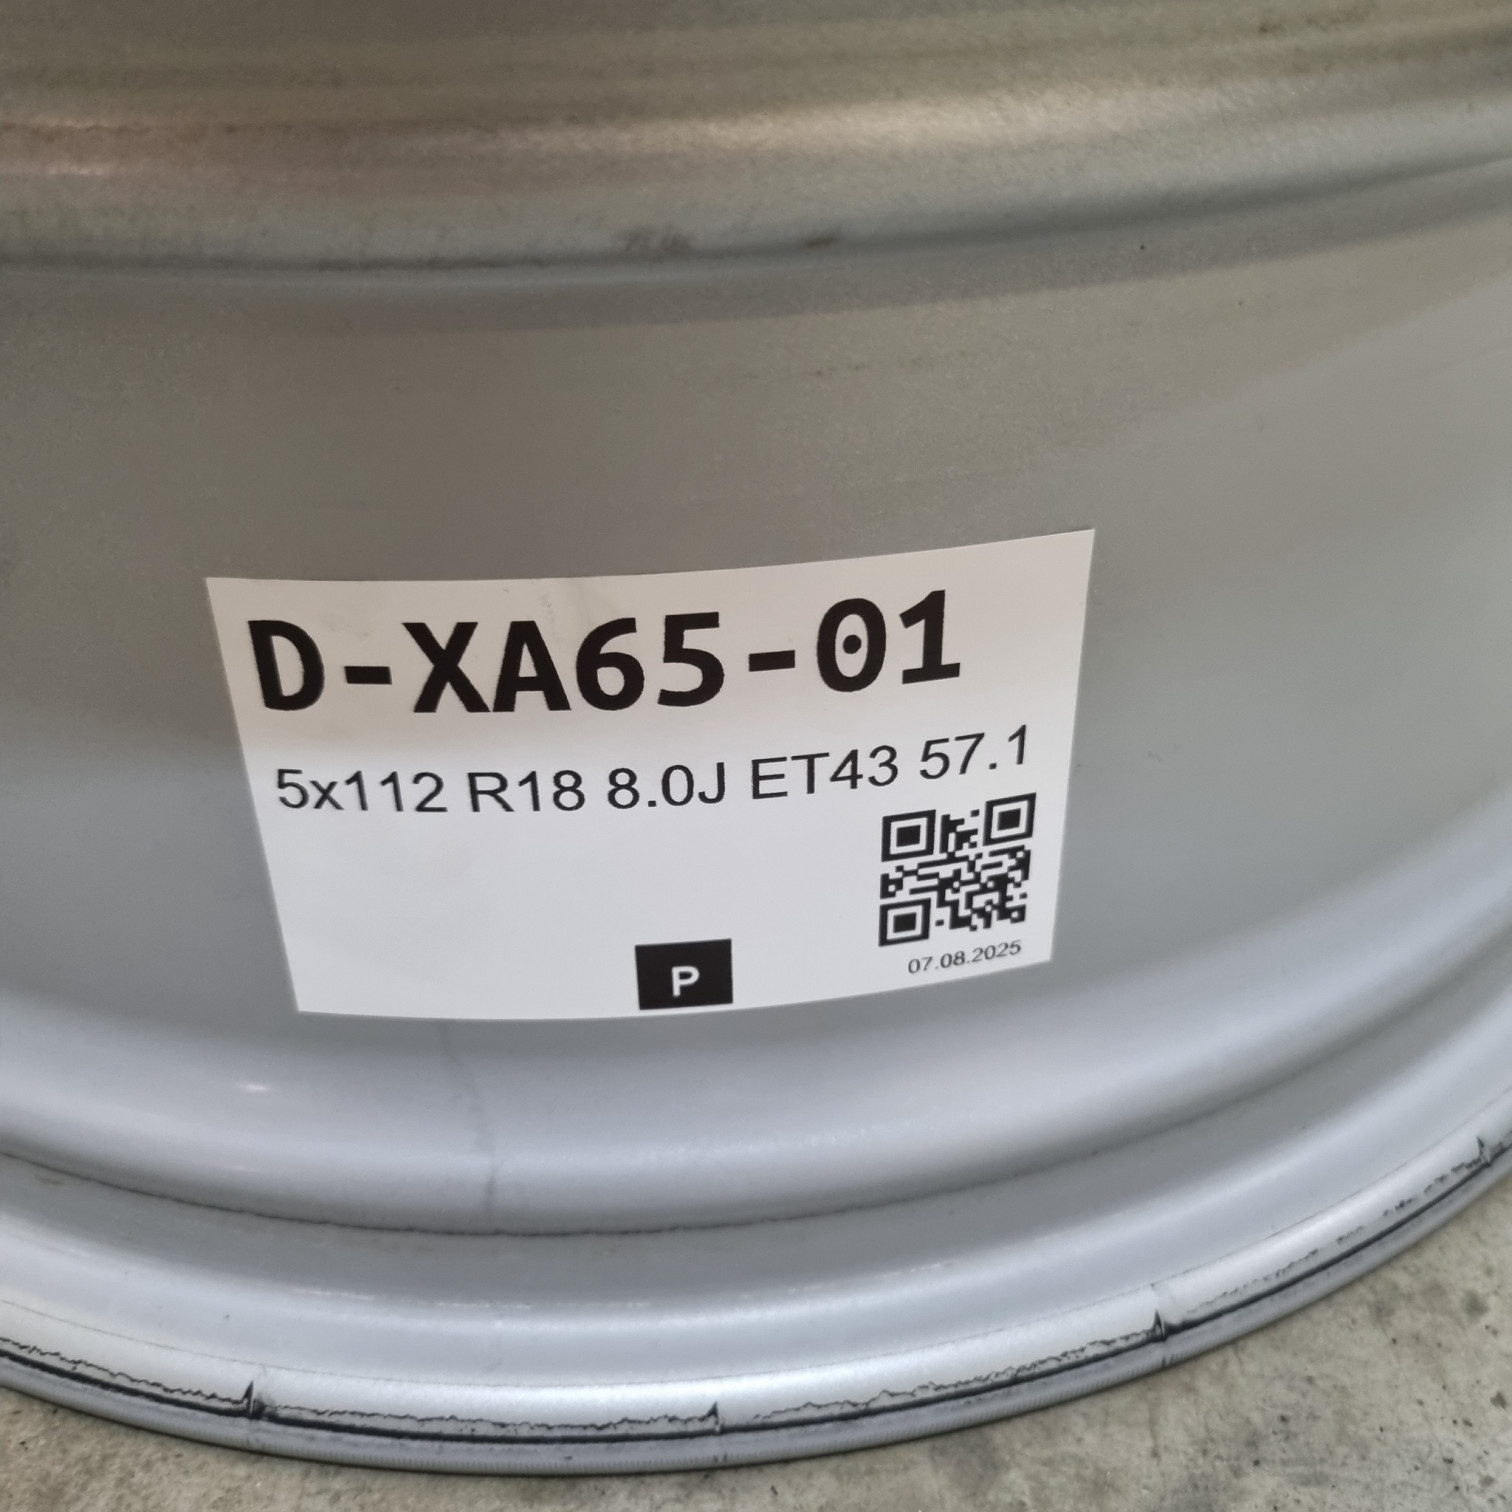 D-XA65-01
5x112 R18 8.0J ET43 57.1
P
07.08.2025